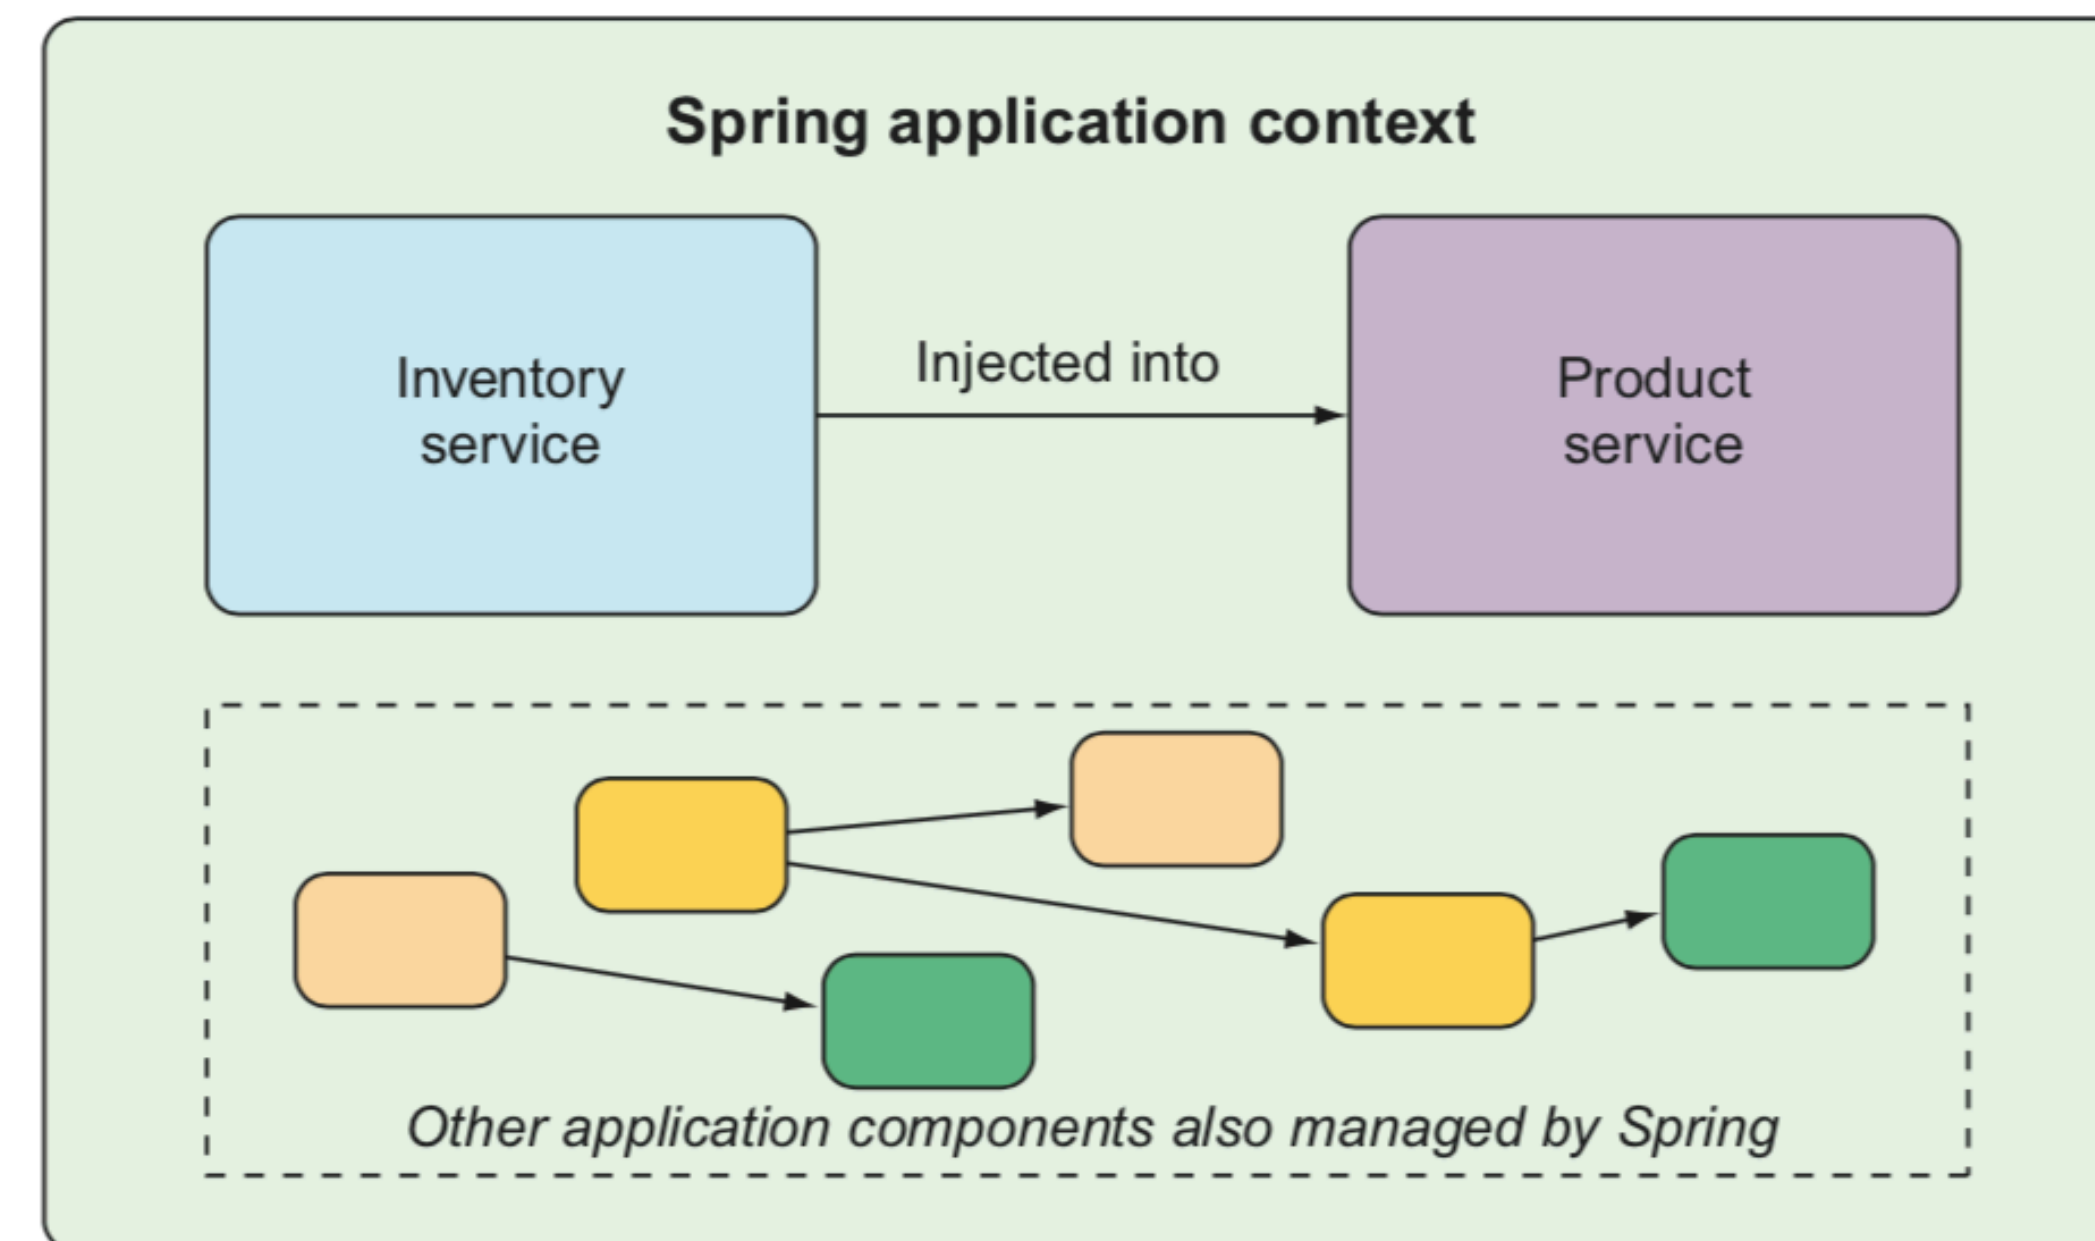 Spring application context
Inventory
service
Injected into
Product
service
Other application components also managed by Spring